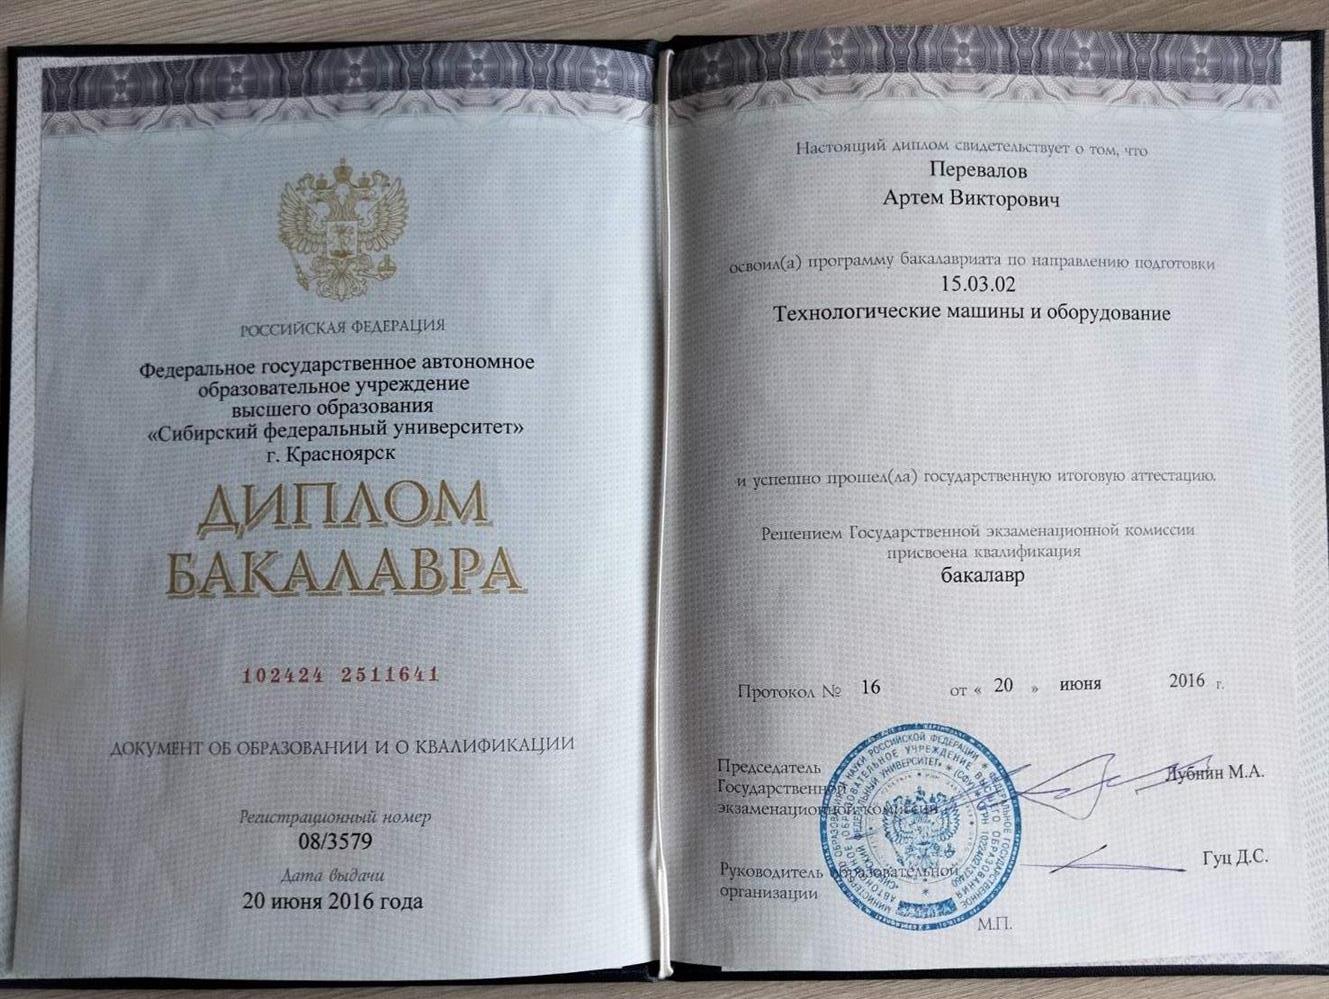 РОССИЙСКАЯ ФЕДЕРАЦИЯ
Федеральное государственное автономное
образовательное учреждение
высшего образования
«Сибирский федеральный университет»
г. Красноярск
ДИПЛОМ
БАКАЛАВРА
102424 2511641
ДОКУМЕНТ ОБ ОБРАЗОВАНИИ И О КВАЛИФИКАЦИИ
Регистрационный номер
08/3579
Дата выдачи
20 июня 2016 года
Настоящий диплом свидетельствует о том, что
Перевалов
Артем Викторович
освоил(а) программу бакалавриата по направлению подготовки
15.03.02
Технологические машины и оборудование
и успешно прошел(ла) государственную итоговую аттестацию.
Решением Государственной экзаменационной комиссии
присвоена квалификация
бакалавр
Протокол № 16 от « 20 » июня 2016 г.
Председатель
Государственной
экзаменационной комиссии
Лубнин М.А.
Руководитель образовательной
организации
Гуц Д.С.
М.П.